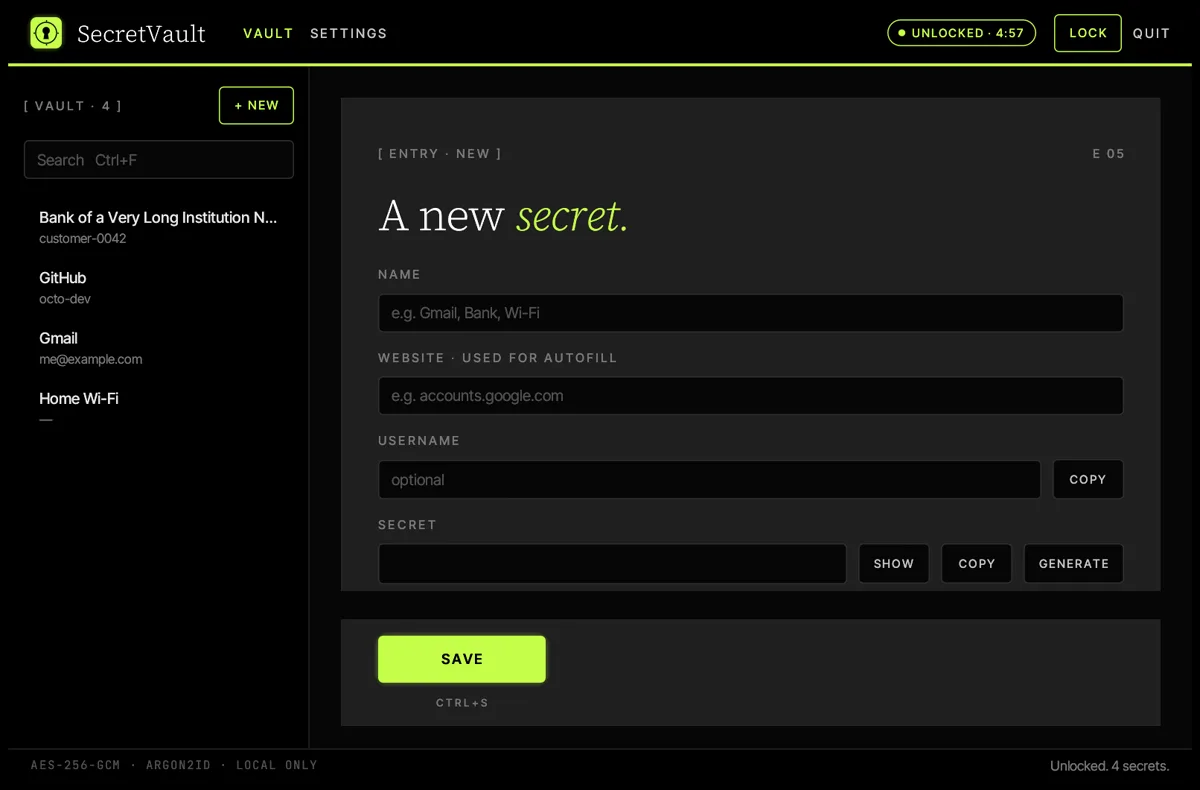 SecretVault VAULT SETTINGS UNLOCKED · 4:57 LOCK QUIT
[ VAULT · 4 ] + NEW
Search Ctrl+F
Bank of a Very Long Institution N...
customer-0042
GitHub
octo-dev
Gmail
me@example.com
Home Wi-Fi
—
[ ENTRY · NEW ] E 05
A new secret.
NAME
e.g. Gmail, Bank, Wi-Fi
WEBSITE · USED FOR AUTOFILL
e.g. accounts.google.com
USERNAME
optional COPY
SECRET
SHOW COPY GENERATE
SAVE
CTRL+S
AES-256-GCM · ARGON2ID · LOCAL ONLY Unlocked. 4 secrets.